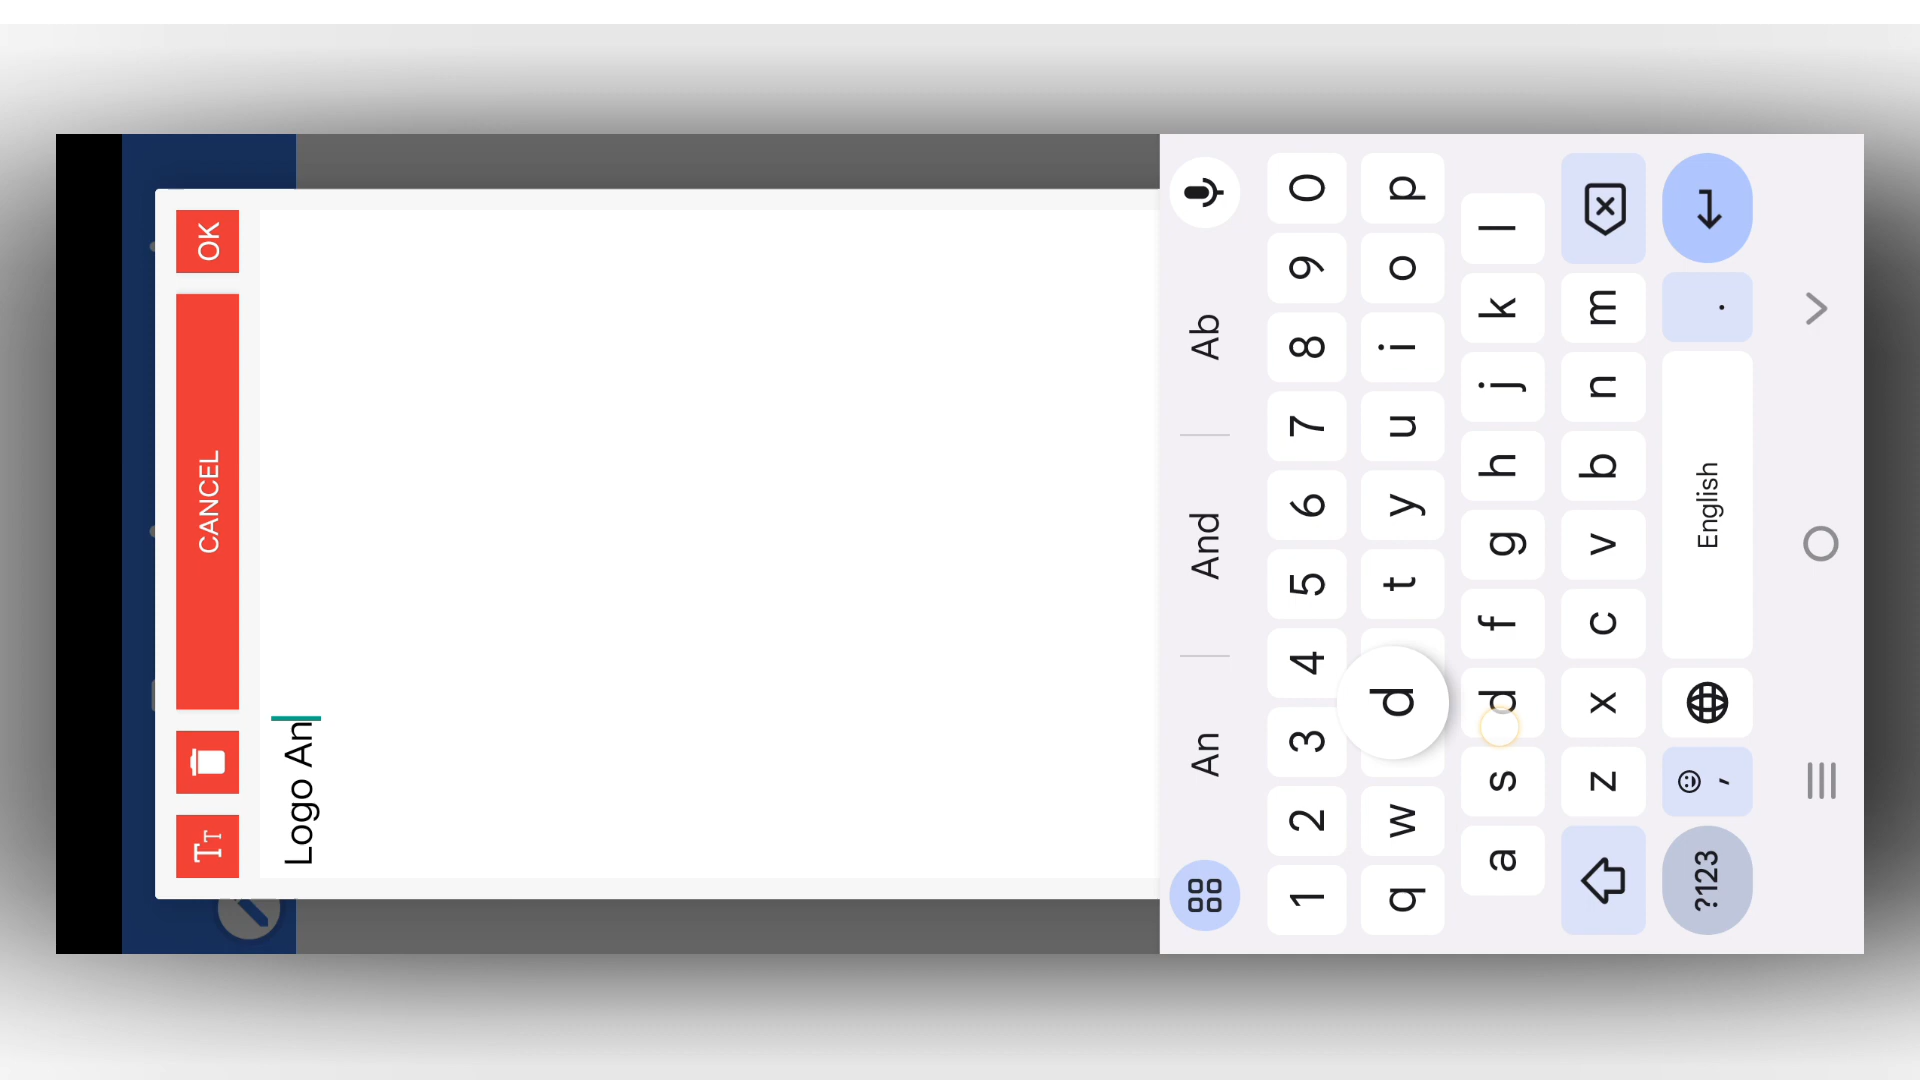 Tt CANCEL OK
Logo An
An And Ab
1 2 3 4 5 6 7 8 9 0
q w d t y u i o p
a s d f g h j k l
z x c v b n m
?123 , English .